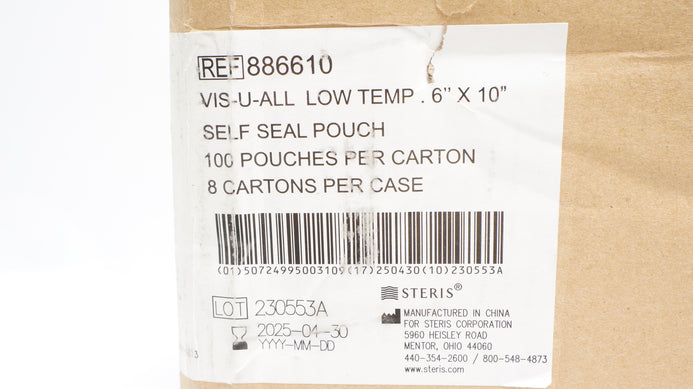 REF 886610
VIS-U-ALL LOW TEMP . 6" X 10"
SELF SEAL POUCH
100 POUCHES PER CARTON
8 CARTONS PER CASE
(01)50724995003109(17)250430(10)230553A
LOT 230553A
2025-04-30
YYYY-MM-DD
STERIS®
MANUFACTURED IN CHINA
FOR STERIS CORPORATION
5960 HEISLEY ROAD
MENTOR, OHIO 44060
440-354-2600 / 800-548-4873
www.steris.com